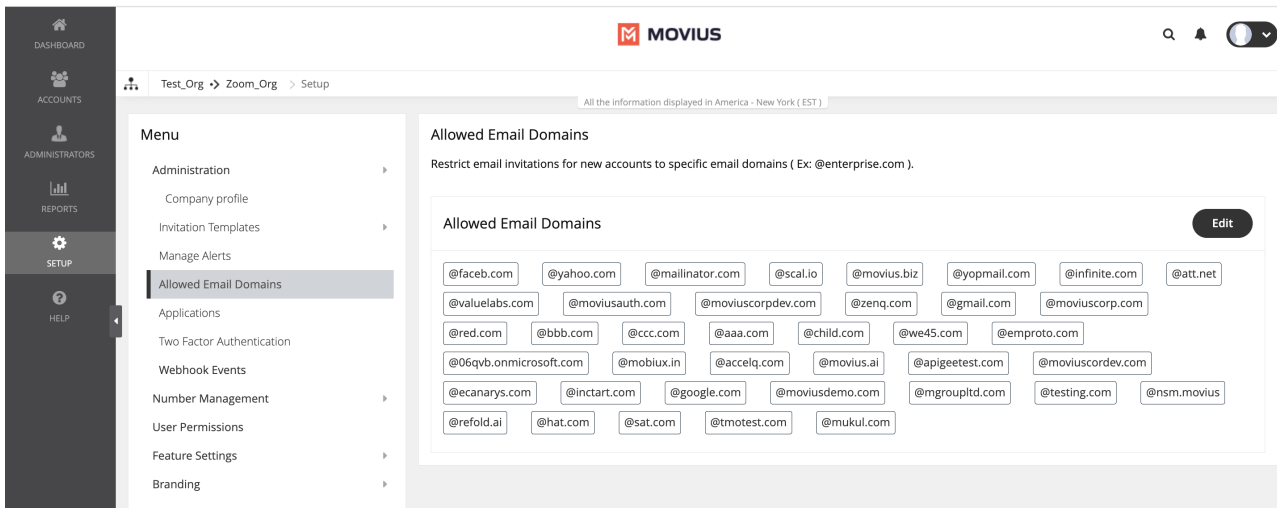 MOVIUS
DASHBOARD
ACCOUNTS
ADMINISTRATORS
REPORTS
SETUP
HELP
Test_Org > Zoom_Org > Setup
All the information displayed in America - New York ( EST )
Menu
Administration
Company profile
Invitation Templates
Manage Alerts
Allowed Email Domains
Applications
Two Factor Authentication
Webhook Events
Number Management
User Permissions
Feature Settings
Branding
Allowed Email Domains
Restrict email invitations for new accounts to specific email domains ( Ex: @enterprise.com ).
Allowed Email Domains
Edit
@faceb.com @yahoo.com @mailinator.com @scal.io @movius.biz @yopmail.com @infinite.com @att.net
@valuelabs.com @moviusauth.com @moviuscorpdev.com @zenq.com @gmail.com @moviuscorp.com
@red.com @bbb.com @ccc.com @aaa.com @child.com @we45.com @emproto.com
@06qvb.onmicrosoft.com @mobiux.in @accelq.com @movius.ai @apigeetest.com @moviuscordev.com
@ecanarys.com @inctart.com @google.com @moviusdemo.com @mgroupltd.com @testing.com @nsm.movius
@refold.ai @hat.com @sat.com @tmotest.com @mukul.com